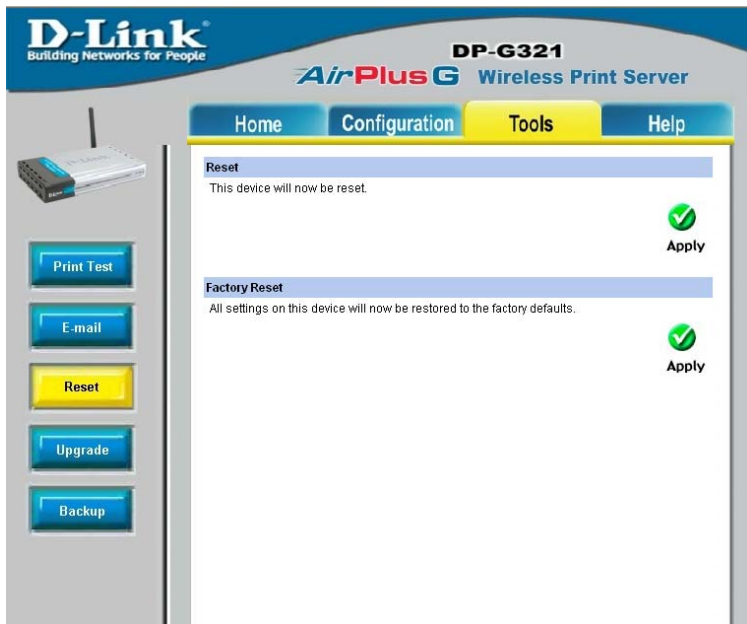 D-Link
Building Networks for People
DP-G321
AirPlus G Wireless Print Server
Home Configuration Tools Help
Reset
This device will now be reset.
Apply
Factory Reset
All settings on this device will now be restored to the factory defaults.
Apply
D-Link
Print Test
E-mail
Reset
Upgrade
Backup